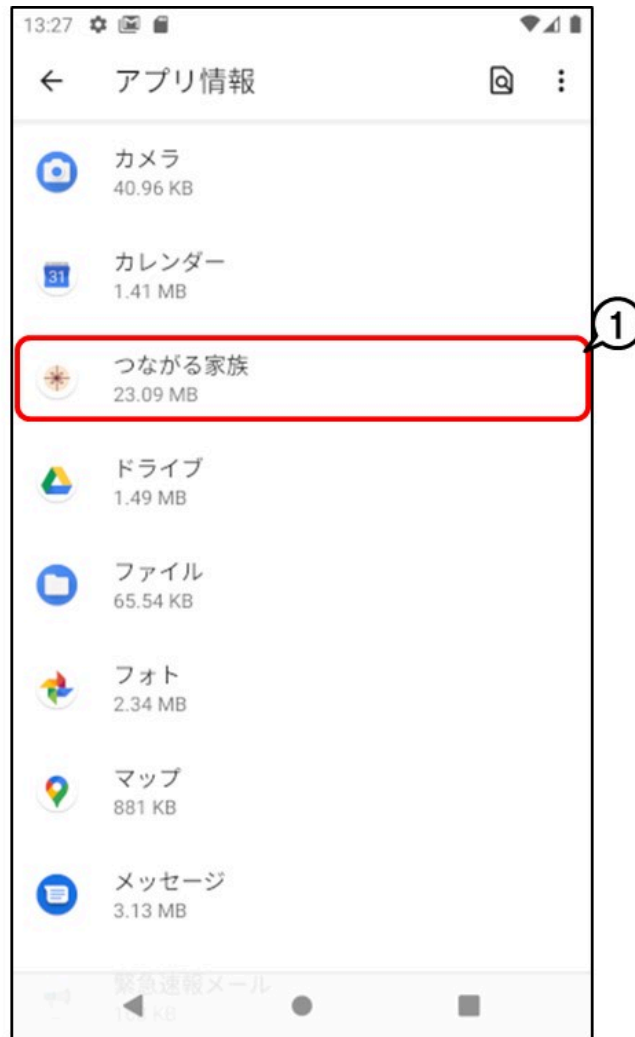 13:27
アプリ情報
カメラ
40.96 KB
31
カレンダー
1.41 MB
1
つながる家族
23.09 MB
ドライブ
1.49 MB
ファイル
65.54 KB
フォト
2.34 MB
マップ
881 KB
メッセージ
3.13 MB
緊急速報メール